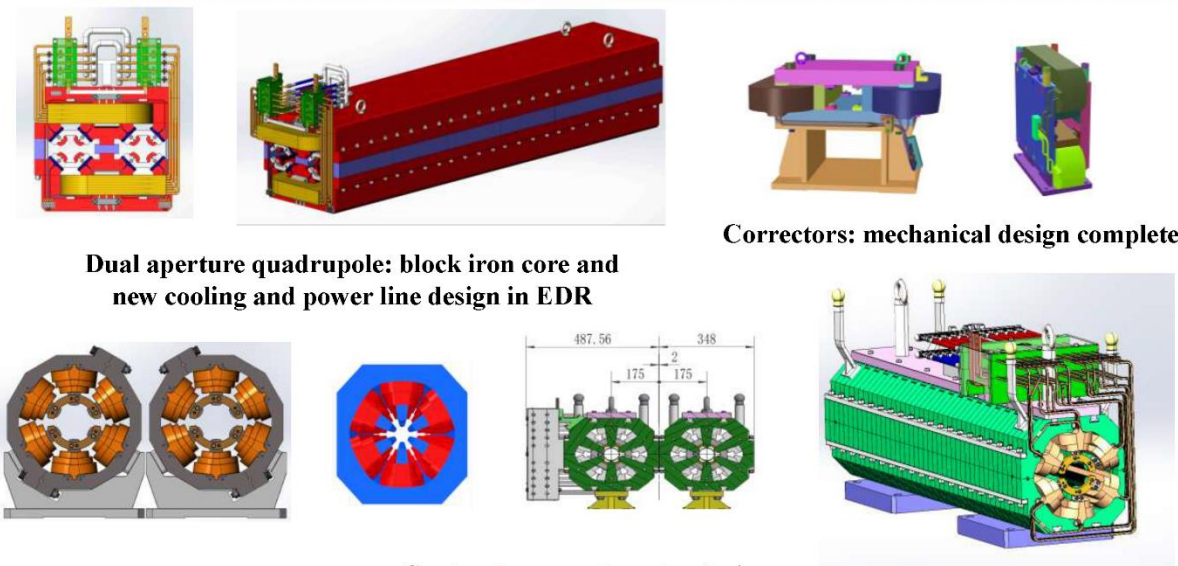 Correctors: mechanical design complete
Dual aperture quadrupole: block iron core and
new cooling and power line design in EDR
487.56
348
2
175
175